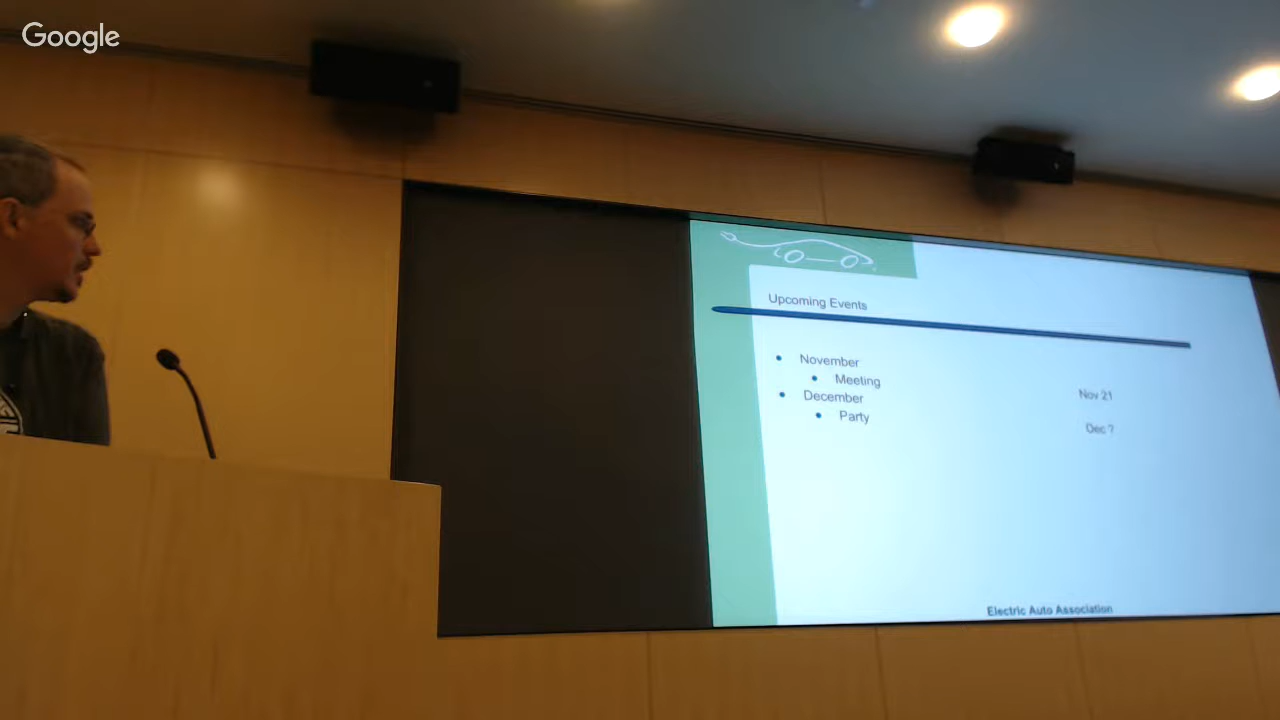 Google
Upcoming Events
November
Meeting
Nov 21
December
Party
Dec ?
Electric Auto Association